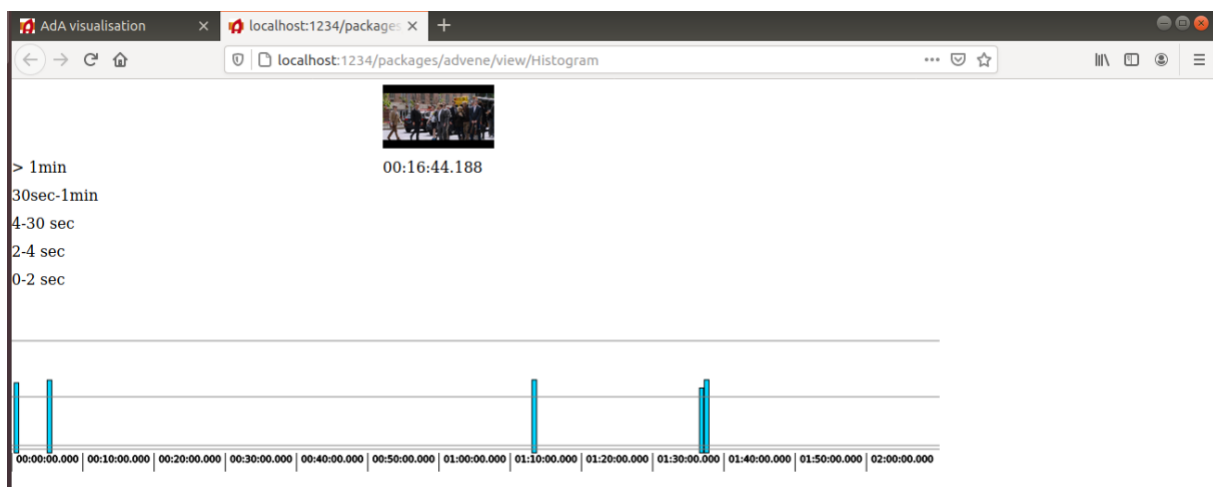 AdA visualisation
localhost:1234/packages
localhost:1234/packages/advene/view/Histogram
> 1min
00:16:44.188
30sec-1min
4-30 sec
2-4 sec
0-2 sec
00:00:00.000 00:10:00.000 00:20:00.000 00:30:00.000 00:40:00.000 00:50:00.000 01:00:00.000 01:10:00.000 01:20:00.000 01:30:00.000 01:40:00.000 01:50:00.000 02:00:00.000